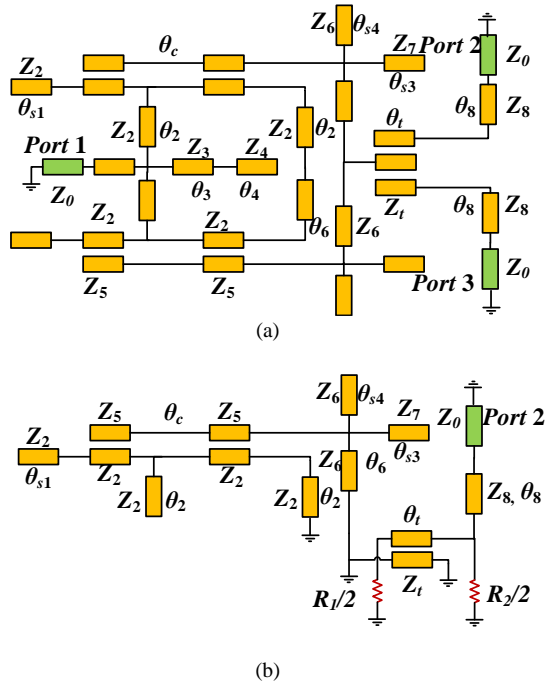 Z6 θs4
θc Z7 Port 2 Z0
Z2
θs1 θs3
Z2 θ2 Z2 θ2 θt θ8 Z8
Port 1 Z3 Z4
Z0 θ3 θ4 Zt θ8 Z8
Z2 Z2 θ6 Z6
Z5 Z5 Port 3 Z0
(a)
Z6 θs4
Z5 θc Z5 Z7 Z0 Port 2
Z2
θs1 Z2 Z2 Z6 θ6 θs3
Z2 θ2 Z2 θ2 Z8, θ8
θt
R1/2 Zt R2/2
(b)